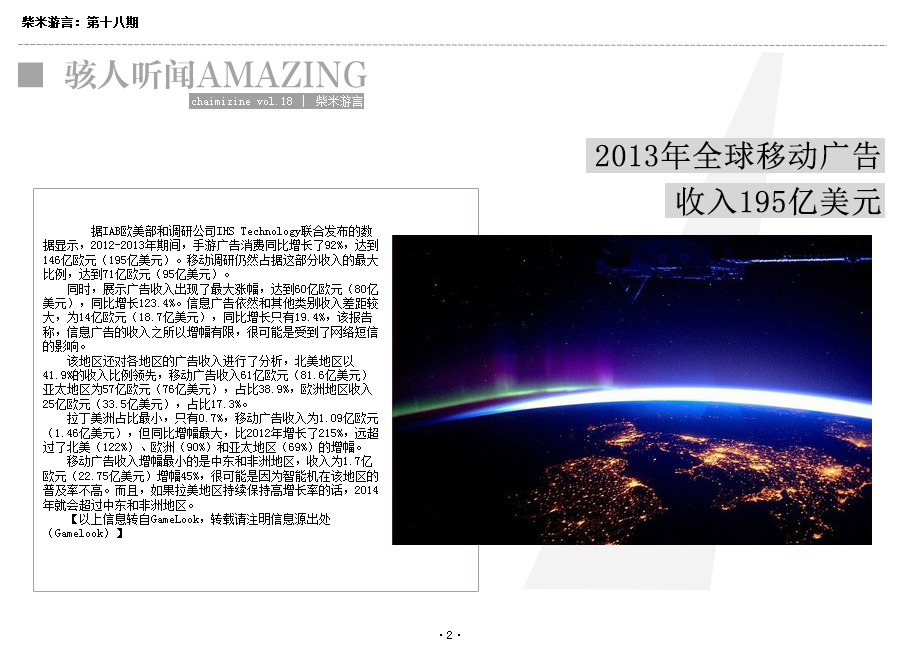 柴米游言：第十八期
骇人听闻AMAZING
chaimizine vol.18 ｜ 柴米游言
2013年全球移动广告
收入195亿美元
据IAB欧美部和调研公司IHS Technology联合发布的数
据显示，2012-2013年期间，手游广告消费同比增长了92%，达到
146亿欧元（195亿美元）。移动调研仍然占据这部分收入的最大
比例，达到71亿欧元（95亿美元）。
同时，展示广告收入出现了最大涨幅，达到60亿欧元（80亿
美元），同比增长123.4%。信息广告依然和其他类别收入差距较
大，为14亿欧元（18.7亿美元），同比增长只有19.4%，该报告
称，信息广告的收入之所以增幅有限，很可能是受到了网络短信
的影响。
该地区还对各地区的广告收入进行了分析，北美地区以
41.9%的收入比例领先，移动广告收入61亿欧元（81.6亿美元）
亚太地区为57亿欧元（76亿美元），占比38.9%，欧洲地区收入
25亿欧元（33.5亿美元），占比17.3%。
拉丁美洲占比最小，只有0.7%，移动广告收入为1.09亿欧元
（1.46亿美元），但同比增幅最大，比2012年增长了215%，远超
过了北美（122%）、欧洲（90%）和亚太地区（69%）的增幅。
移动广告收入增幅最小的是中东和非洲地区，收入为1.7亿
欧元（22.75亿美元）增幅45%，很可能是因为智能机在该地区的
普及率不高。而且，如果拉美地区持续保持高增长率的话，2014
年就会超过中东和非洲地区。
【以上信息转自GameLook，转载请注明信息源出处
（Gamelook）】
·2·